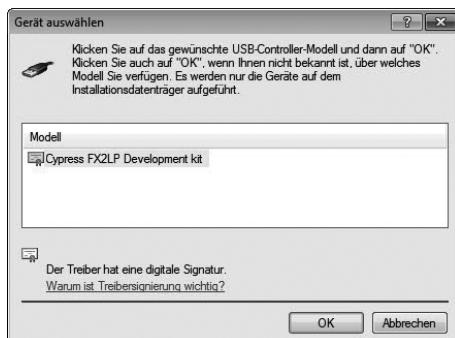 Gerät auswählen
Klicken Sie auf das gewünschte USB-Controller-Modell und dann auf "OK".
Klicken Sie auch auf "OK", wenn Ihnen nicht bekannt ist, über welches
Modell Sie verfügen. Es werden nur die Geräte auf dem
Installationsdatenträger aufgeführt.
Modell
Cypress FX2LP Development kit
Der Treiber hat eine digitale Signatur.
Warum ist Treibersignierung wichtig?
OK Abbrechen